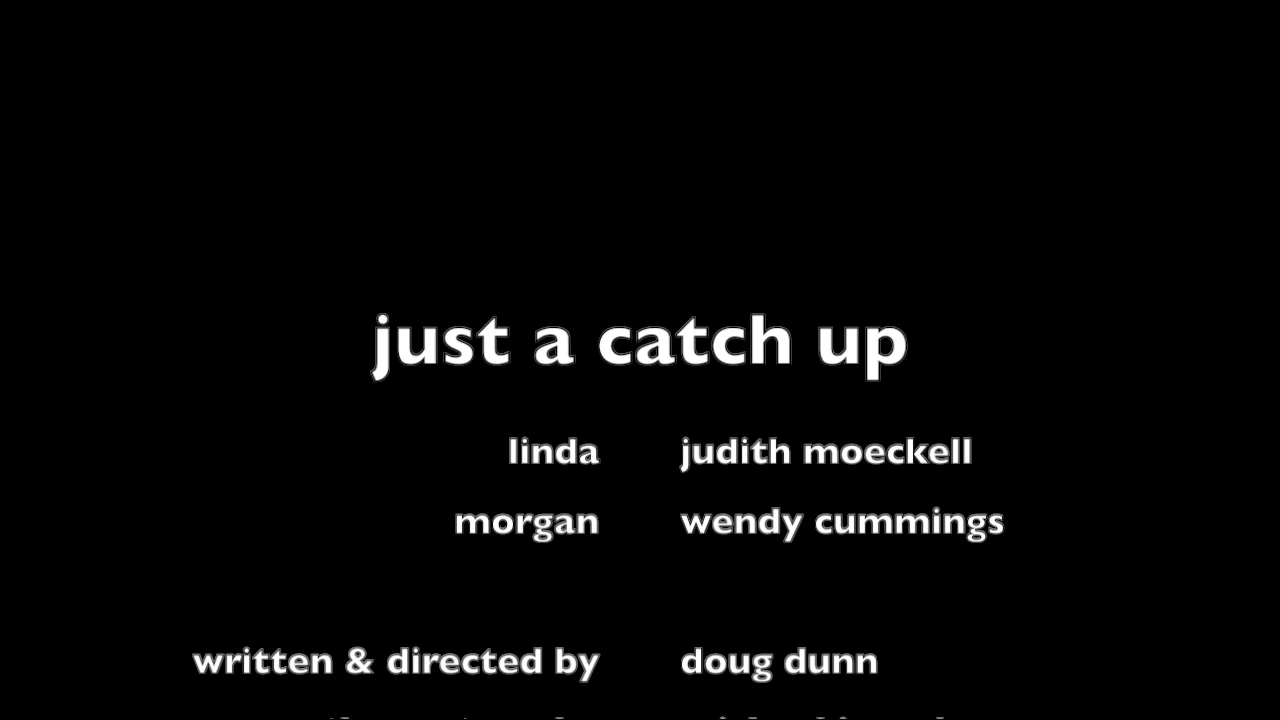 just a catch up
linda judith moeckell
morgan wendy cummings
written & directed by doug dunn